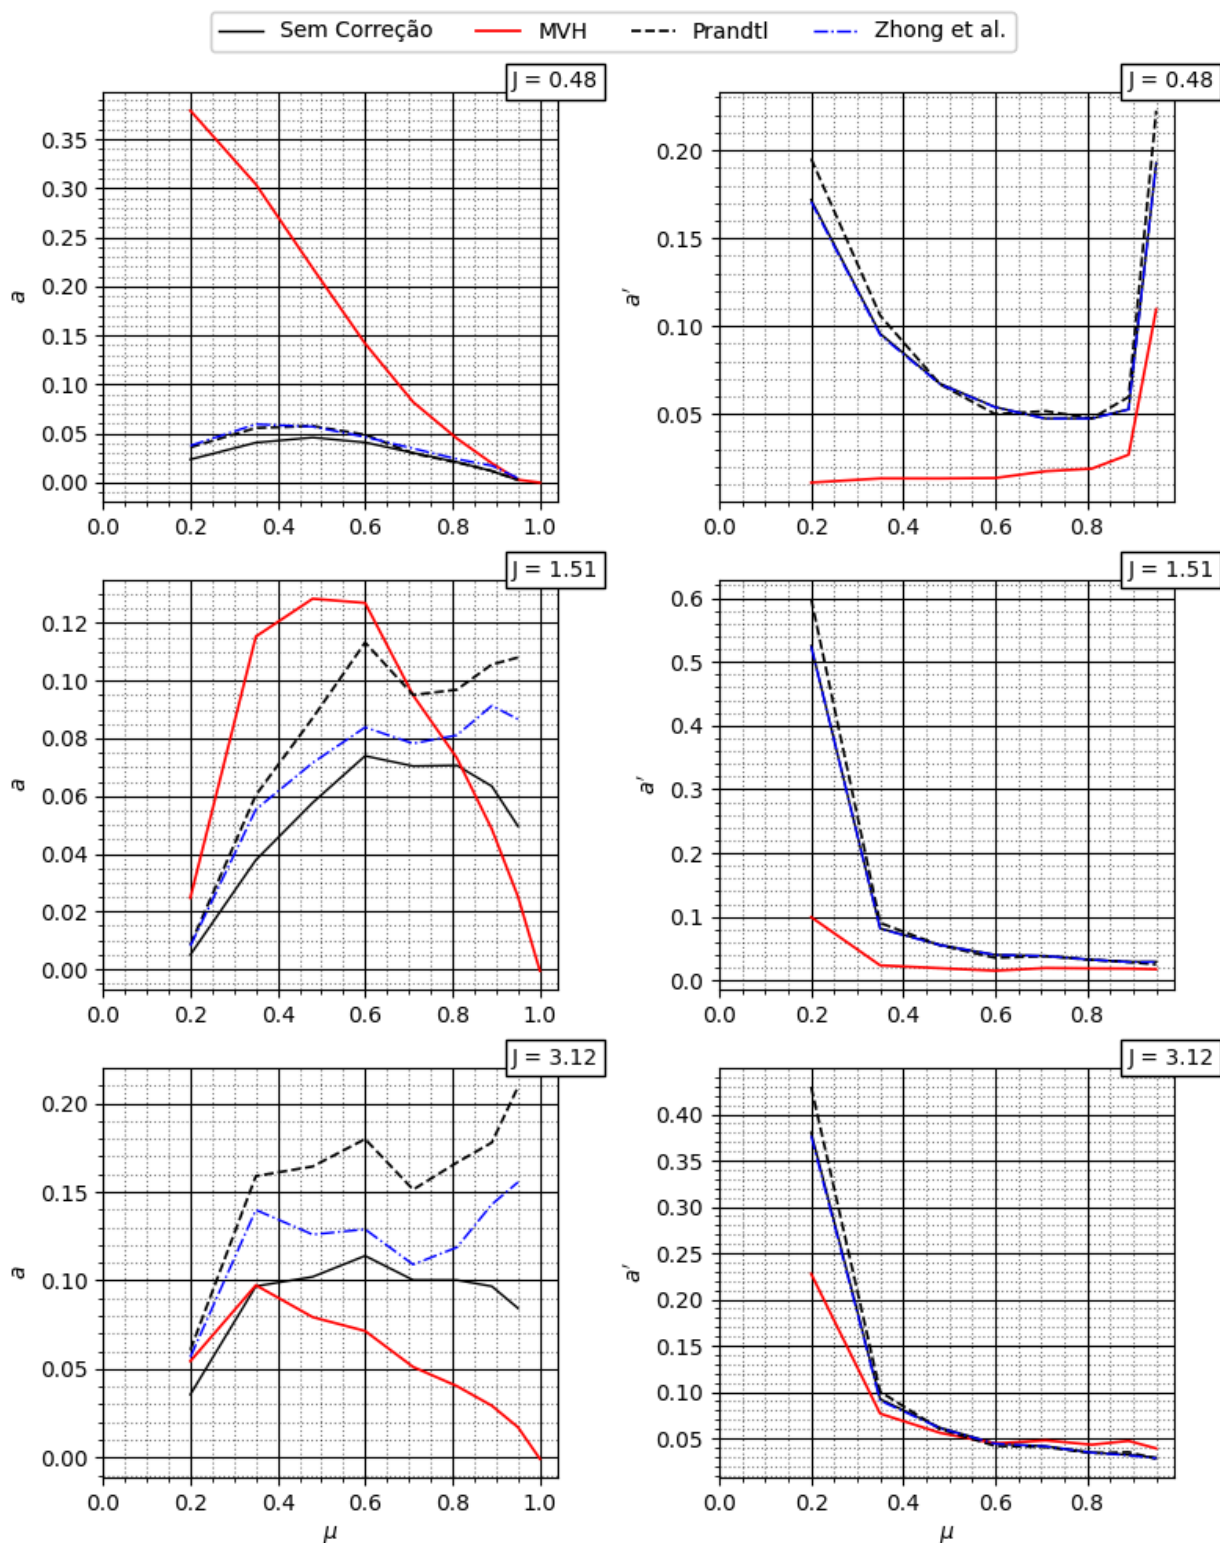 Sem Correção MVH Prandtl Zhong et al.
J = 0.48 J = 0.48
0.35
0.30
0.25
0.20
0.15
0.10
0.05
0.00
a
0.0 0.2 0.4 0.6 0.8 1.0
0.20
0.15
0.10
0.05
a′
0.0 0.2 0.4 0.6 0.8
J = 1.51 J = 1.51
0.12
0.10
0.08
0.06
0.04
0.02
0.00
a
0.0 0.2 0.4 0.6 0.8 1.0
0.6
0.5
0.4
0.3
0.2
0.1
0.0
a′
0.0 0.2 0.4 0.6 0.8
J = 3.12 J = 3.12
0.20
0.15
0.10
0.05
0.00
a
0.0 0.2 0.4 0.6 0.8 1.0
μ
0.40
0.35
0.30
0.25
0.20
0.15
0.10
0.05
a′
0.0 0.2 0.4 0.6 0.8
μ